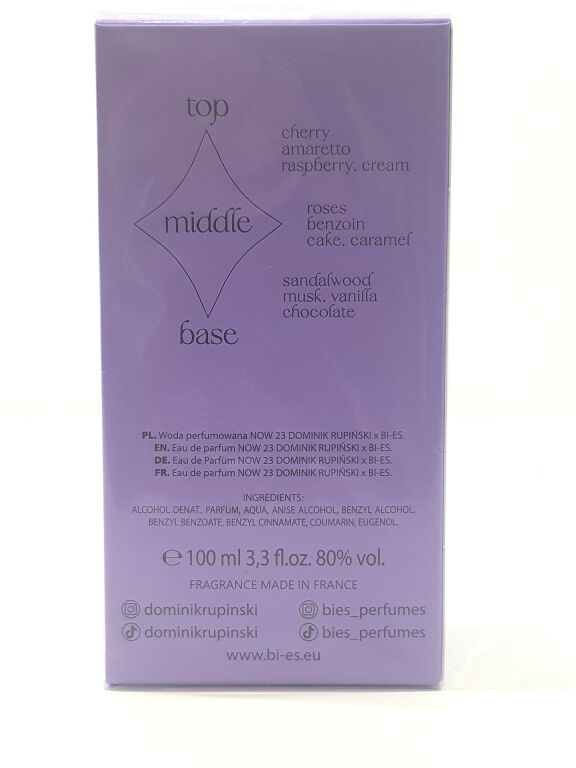 top
cherry
amaretto
raspberry, cream
middle
roses
benzoin
cake, caramel
sandalwood
musk, vanilla
chocolate
base
PL. Woda perfumowana NOW 23 DOMINIK RUPIŃSKI x BI-ES.
EN. Eau de parfum NOW 23 DOMINIK RUPIŃSKI x BI-ES.
DE. Eau de Parfüm NOW 23 DOMINIK RUPIŃSKI x BI-ES.
FR. Eau de parfum NOW 23 DOMINIK RUPIŃSKI x BI-ES.
INGREDIENTS:
ALCOHOL DENAT., PARFUM, AQUA, ANISE ALCOHOL, BENZYL ALCOHOL,
BENZYL BENZOATE, BENZYL CINNAMATE, COUMARIN, EUGENOL.
℮ 100 ml 3,3 fl.oz. 80% vol.
FRAGRANCE MADE IN FRANCE
dominikrupinski bies_perfumes
dominikrupinski bies_perfumes
www.bi-es.eu